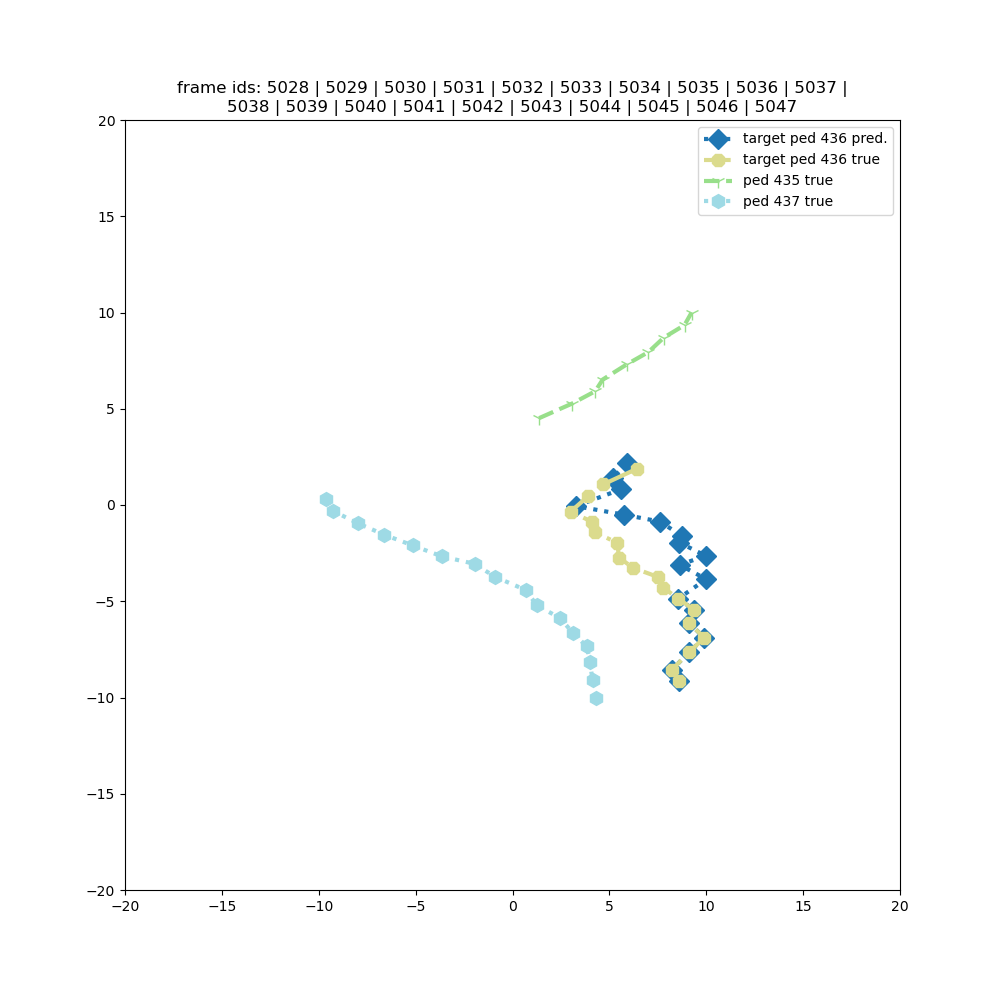 frame ids: 5028 | 5029 | 5030 | 5031 | 5032 | 5033 | 5034 | 5035 | 5036 | 5037 |
5038 | 5039 | 5040 | 5041 | 5042 | 5043 | 5044 | 5045 | 5046 | 5047
target ped 436 pred.
target ped 436 true
ped 435 true
ped 437 true
20
15
10
5
0
−5
−10
−15
−20
−20 −15 −10 −5 0 5 10 15 20